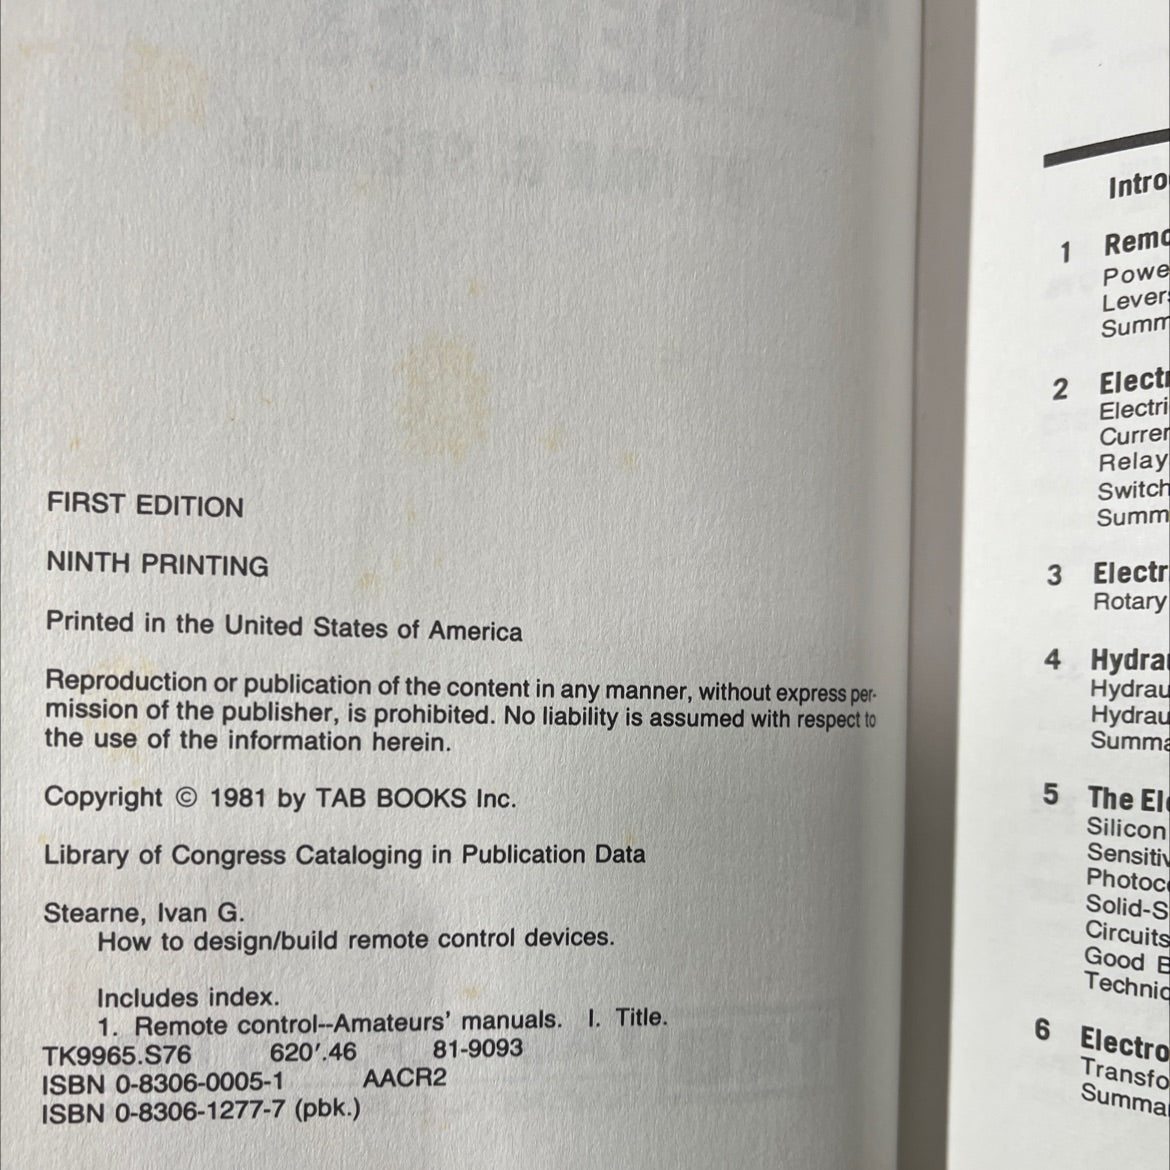 FIRST EDITION
NINTH PRINTING
Printed in the United States of America
Reproduction or publication of the content in any manner, without express per-
mission of the publisher, is prohibited. No liability is assumed with respect to
the use of the information herein.
Copyright © 1981 by TAB BOOKS Inc.
Library of Congress Cataloging in Publication Data
Stearne, Ivan G.
How to design/build remote control devices.
Includes index.
1. Remote control--Amateurs' manuals. I. Title.
TK9965.S76 620'.46 81-9093
ISBN 0-8306-0005-1 AACR2
ISBN 0-8306-1277-7 (pbk.)
Intro
1 Remo
Powe
Levers
Summ
2 Electr
Electri
Curren
Relay
Switch
Summ
3 Electr
Rotary
4 Hydrau
Hydrau
Hydrau
Summa
5 The Ele
Silicon
Sensitiv
Photoce
Solid-S
Circuits
Good B
Technic
6 Electro
Transfo
Summa